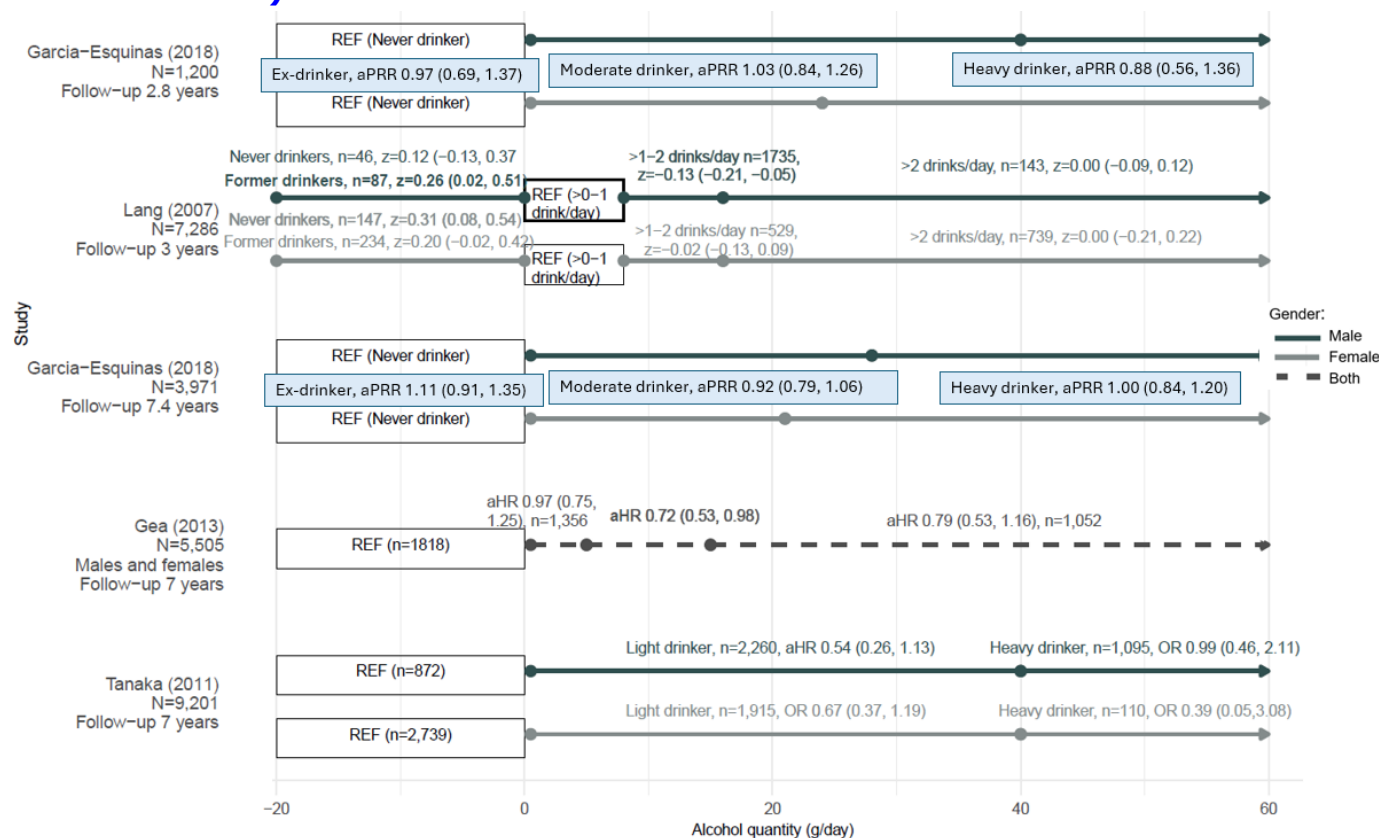 Garcia−Esquinas (2018)
N=1,200
Follow−up 2.8 years
REF (Never drinker)
Ex-drinker, aPRR 0.97 (0.69, 1.37)
Moderate drinker, aPRR 1.03 (0.84, 1.26)
Heavy drinker, aPRR 0.88 (0.56, 1.36)
REF (Never drinker)
Lang (2007)
N=7,286
Follow−up 3 years
Never drinkers, n=46, z=0.12 (−0.13, 0.37
Former drinkers, n=87, z=0.26 (0.02, 0.51)
REF (>0−1
drink/day)
>1−2 drinks/day n=1735,
z=−0.13 (−0.21, −0.05)
>2 drinks/day, n=143, z=0.00 (−0.09, 0.12)
Never drinkers, n=147, z=0.31 (0.08, 0.54)
Former drinkers, n=234, z=0.20 (−0.02, 0.42)
REF (>0−1
drink/day)
>1−2 drinks/day n=529,
z=−0.02 (−0.13, 0.09)
>2 drinks/day, n=739, z=0.00 (−0.21, 0.22)
Study
Garcia−Esquinas (2018)
N=3,971
Follow−up 7.4 years
REF (Never drinker)
Ex-drinker, aPRR 1.11 (0.91, 1.35)
Moderate drinker, aPRR 0.92 (0.79, 1.06)
Heavy drinker, aPRR 1.00 (0.84, 1.20)
REF (Never drinker)
Gender:
Male
Female
Both
Gea (2013)
N=5,505
Males and females
Follow−up 7 years
REF (n=1818)
aHR 0.97 (0.75,
1.25), n=1,356
aHR 0.72 (0.53, 0.98)
aHR 0.79 (0.53, 1.16), n=1,052
Tanaka (2011)
N=9,201
Follow−up 7 years
REF (n=872)
Light drinker, n=2,260, aHR 0.54 (0.26, 1.13)
Heavy drinker, n=1,095, OR 0.99 (0.46, 2.11)
REF (n=2,739)
Light drinker, n=1,915, OR 0.67 (0.37, 1.19)
Heavy drinker, n=110, OR 0.39 (0.05,3.08)
−20 0 20 40 60
Alcohol quantity (g/day)